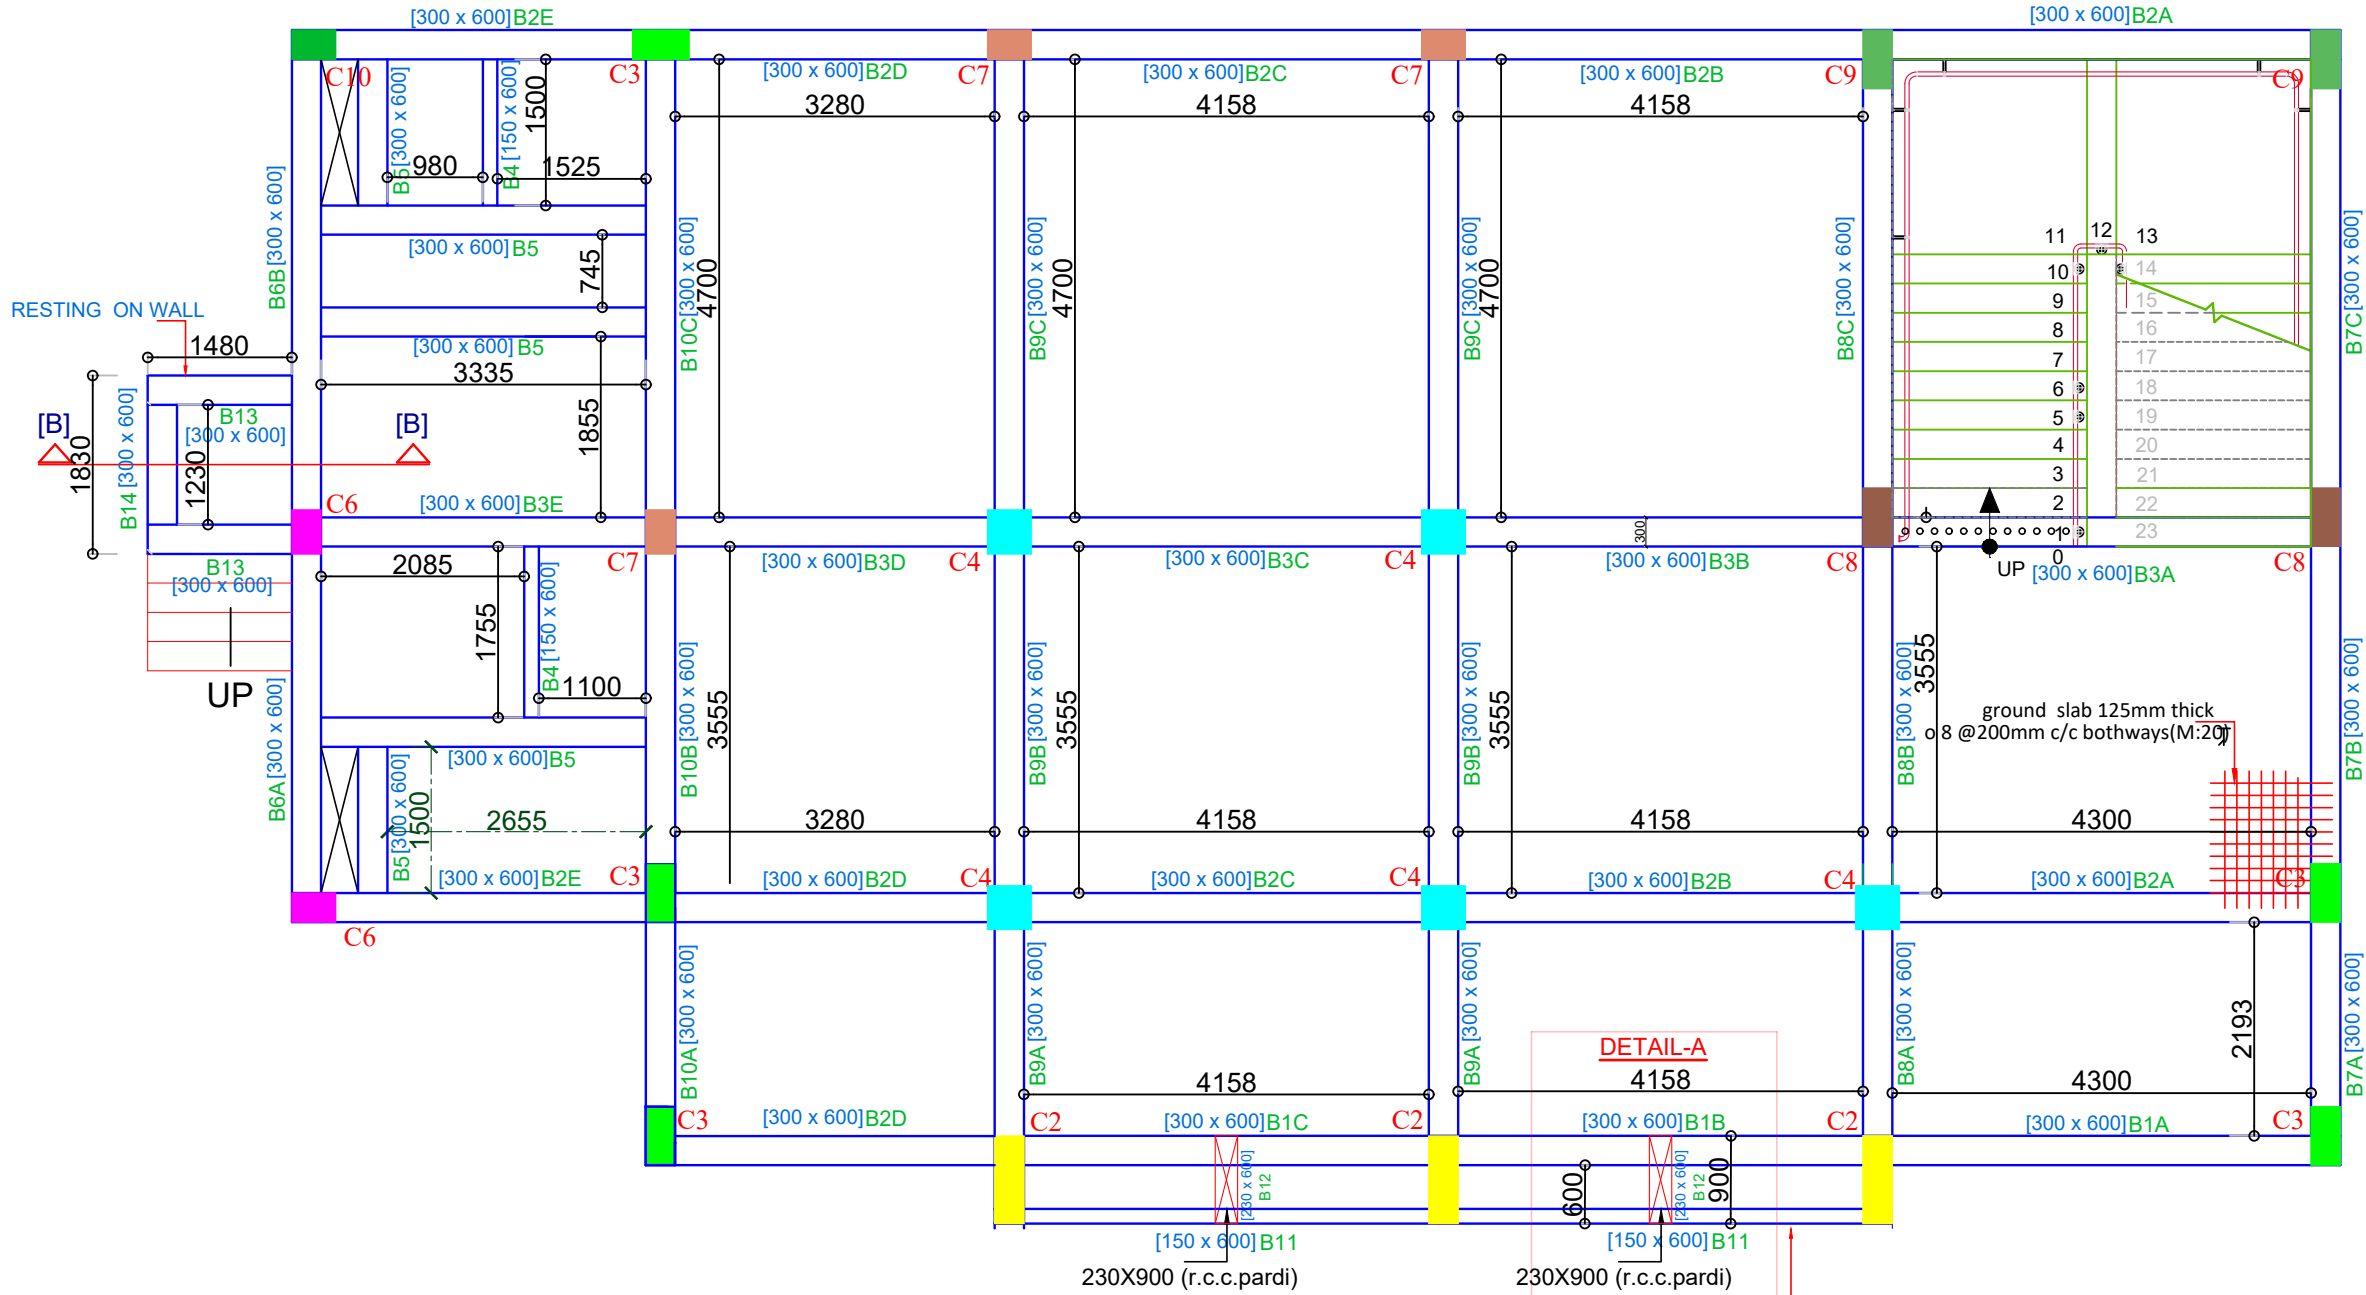 [300 x 600]B2E
[300 x 600]B2A
C10
C3
[300 x 600]B2D
C7
[300 x 600]B2C
C7
[300 x 600]B2B
C9
C9
B5[300 x 600]
B4 [150 x 600]
1500
3280
4158
4158
980
1525
B6B[300 x 600]
[300 x 600]B5
745
B10C[300 x 600]
4700
B9C[300 x 600]
4700
B9C[300 x 600]
4700
B8C[300 x 600]
B7C[300 x 600]
11
12
13
10
14
9
15
8
16
7
17
6
18
5
19
4
20
3
21
2
22
1
23
0
UP
RESTING ON WALL
1480
[300 x 600]B5
3335
1855
[B]
[B]
1830
B14 [300 x 600]
B13
[300 x 600]
1230
C6
[300 x 600]B3E
B13
[300 x 600]
UP
2085
C7
[300 x 600]B3D
C4
[300 x 600]B3C
C4
300
[300 x 600]B3B
C8
[300 x 600]B3A
C8
1755
B4 [150 x 600]
1100
B6A[300 x 600]
B10B[300 x 600]
3555
B9B[300 x 600]
3555
B9B[300 x 600]
3555
B8B[300 x 600]
3555
B7B[300 x 600]
ground slab 125mm thick
o 8 @200mm c/c bothways(M:20)
[300 x 600]B5
B5[300 x 600]
1500
2655
3280
4158
4158
4300
[300 x 600]B2E
C3
[300 x 600]B2D
C4
[300 x 600]B2C
C4
[300 x 600]B2B
C4
[300 x 600]B2A
C3
C6
B10A[300 x 600]
B9A[300 x 600]
B9A[300 x 600]
B8A[300 x 600]
2193
B7A[300 x 600]
DETAIL-A
4158
4158
4300
C3
[300 x 600]B2D
C2
[300 x 600]B1C
C2
[300 x 600]B1B
C2
[300 x 600]B1A
C3
[230 x 600]
B12
600
[230 x 600]
B12
900
[150 x 600]B11
[150 x 600]B11
230X900 (r.c.c.pardi)
230X900 (r.c.c.pardi)